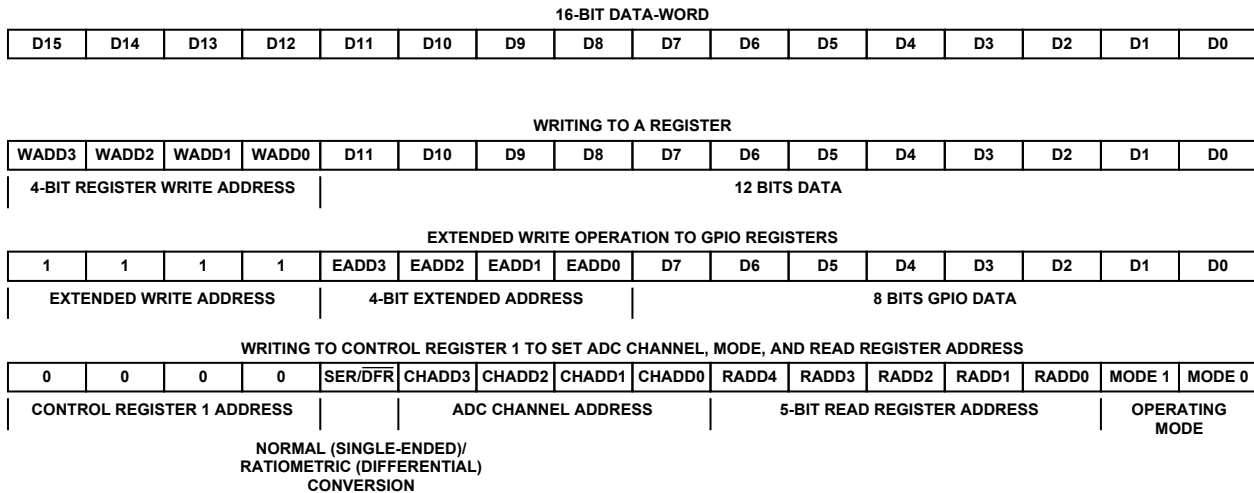 16-BIT DATA-WORD
D15 D14 D13 D12 D11 D10 D9 D8 D7 D6 D5 D4 D3 D2 D1 D0
WRITING TO A REGISTER
WADD3 WADD2 WADD1 WADD0 D11 D10 D9 D8 D7 D6 D5 D4 D3 D2 D1 D0
4-BIT REGISTER WRITE ADDRESS 12 BITS DATA
EXTENDED WRITE OPERATION TO GPIO REGISTERS
1 1 1 1 EADD3 EADD2 EADD1 EADD0 D7 D6 D5 D4 D3 D2 D1 D0
EXTENDED WRITE ADDRESS 4-BIT EXTENDED ADDRESS 8 BITS GPIO DATA
WRITING TO CONTROL REGISTER 1 TO SET ADC CHANNEL, MODE, AND READ REGISTER ADDRESS
0 0 0 0 SER/D̅F̅R̅ CHADD3 CHADD2 CHADD1 CHADD0 RADD4 RADD3 RADD2 RADD1 RADD0 MODE 1 MODE 0
CONTROL REGISTER 1 ADDRESS ADC CHANNEL ADDRESS 5-BIT READ REGISTER ADDRESS OPERATING
MODE
NORMAL (SINGLE-ENDED)/
RATIOMETRIC (DIFFERENTIAL)
CONVERSION